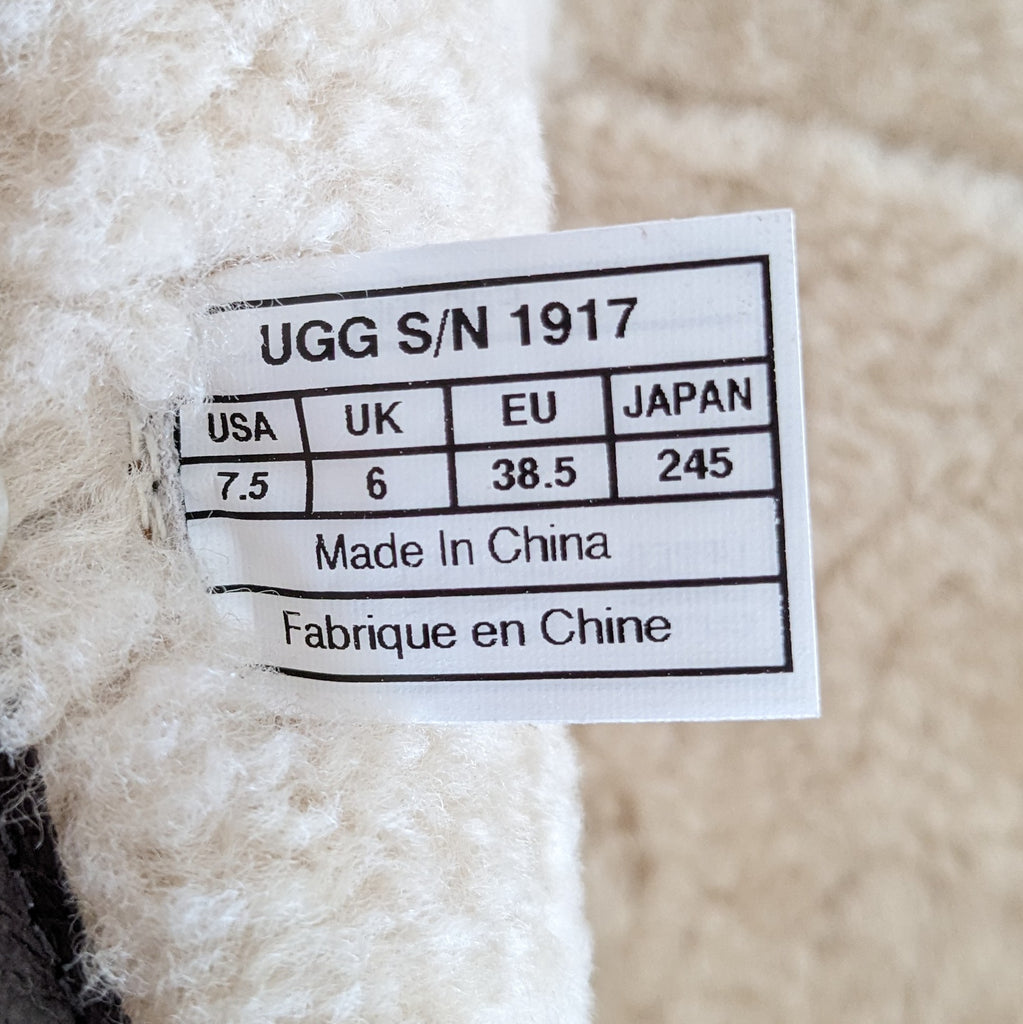 UGG S/N 1917
USA UK EU JAPAN
7.5 6 38.5 245
Made In China
Fabrique en Chine